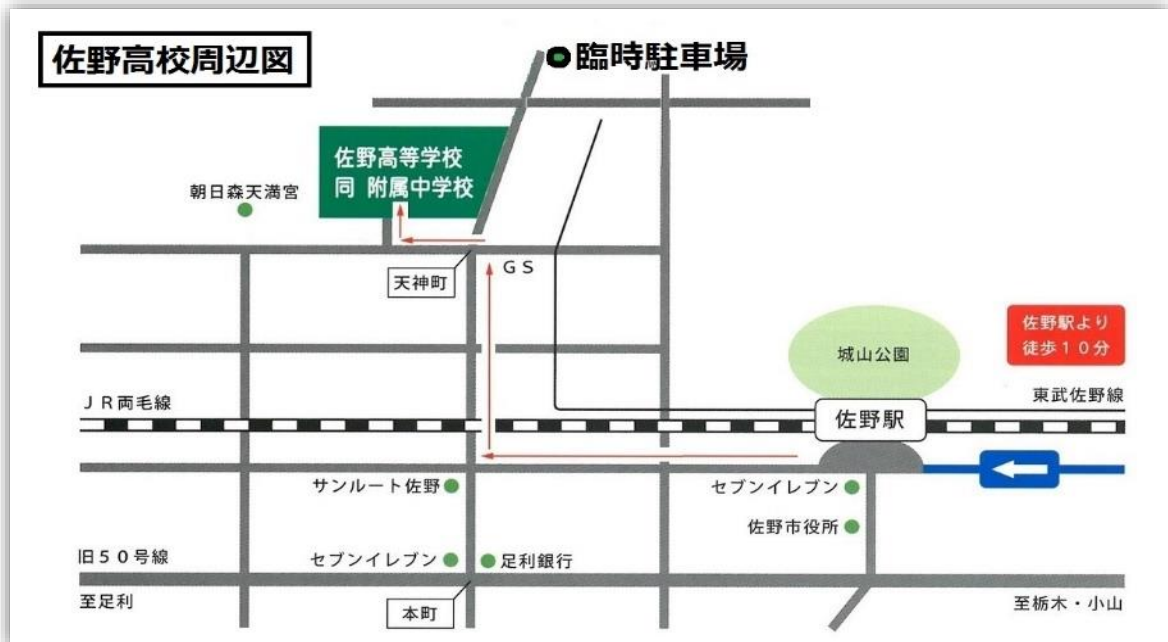 佐野高校周辺図
臨時駐車場
佐野高等学校
同 附属中学校
朝日森天満宮
GS
天神町
城山公園
佐野駅より
徒歩10分
JR両毛線
東武佐野線
佐野駅
サンルート佐野
セブンイレブン
佐野市役所
旧50号線
セブンイレブン
足利銀行
至足利
本町
至栃木・小山